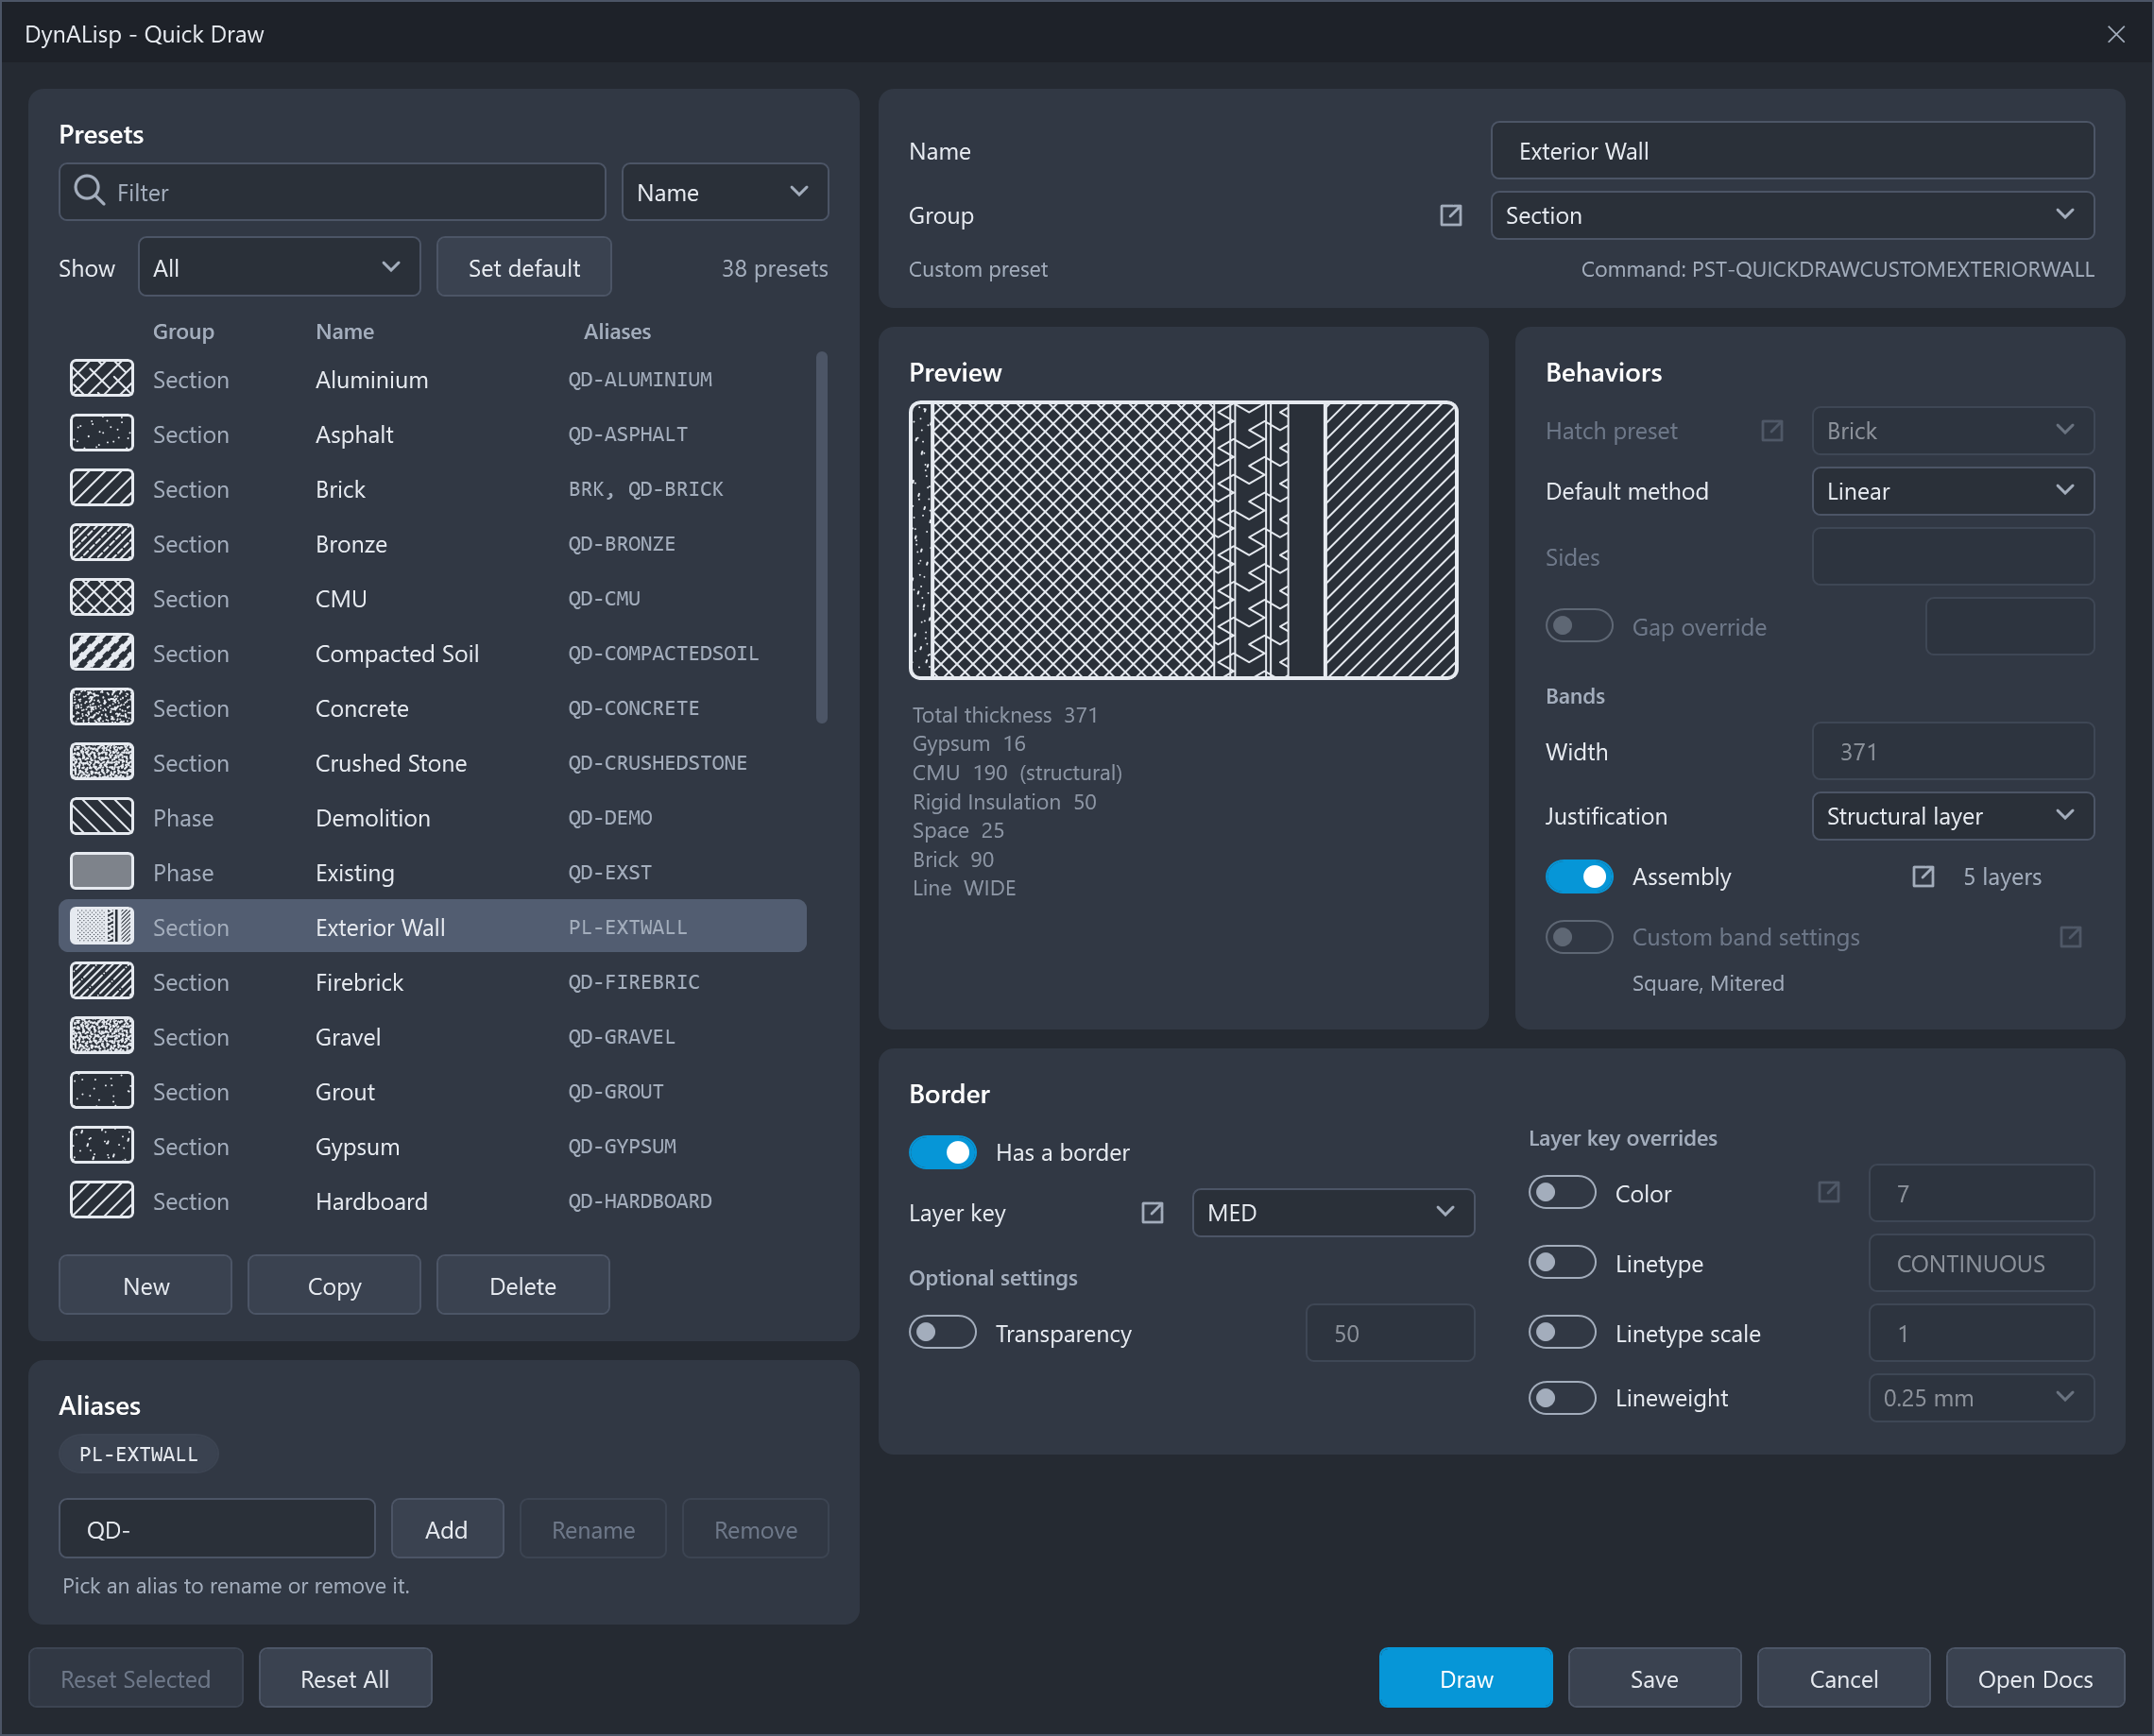 DynALisp - Quick Draw
Presets
Filter
Name
Show
All
Set default
38 presets
Group Name Aliases
Section Aluminium QD-ALUMINIUM
Section Asphalt QD-ASPHALT
Section Brick BRK, QD-BRICK
Section Bronze QD-BRONZE
Section CMU QD-CMU
Section Compacted Soil QD-COMPACTEDSOIL
Section Concrete QD-CONCRETE
Section Crushed Stone QD-CRUSHEDSTONE
Phase Demolition QD-DEMO
Phase Existing QD-EXST
Section Exterior Wall PL-EXTWALL
Section Firebrick QD-FIREBRIC
Section Gravel QD-GRAVEL
Section Grout QD-GROUT
Section Gypsum QD-GYPSUM
Section Hardboard QD-HARDBOARD
New
Copy
Delete
Aliases
PL-EXTWALL
QD-
Add
Rename
Remove
Pick an alias to rename or remove it.
Name
Exterior Wall
Group
Section
Custom preset
Command: PST-QUICKDRAWCUSTOMEXTERIORWALL
Preview
Total thickness 371
Gypsum 16
CMU 190 (structural)
Rigid Insulation 50
Space 25
Brick 90
Line WIDE
Behaviors
Hatch preset
Brick
Default method
Linear
Sides
Gap override
Bands
Width
371
Justification
Structural layer
Assembly
5 layers
Custom band settings
Square, Mitered
Border
Has a border
Layer key
MED
Optional settings
Transparency
50
Layer key overrides
Color
7
Linetype
CONTINUOUS
Linetype scale
1
Lineweight
0.25 mm
Reset Selected
Reset All
Draw
Save
Cancel
Open Docs